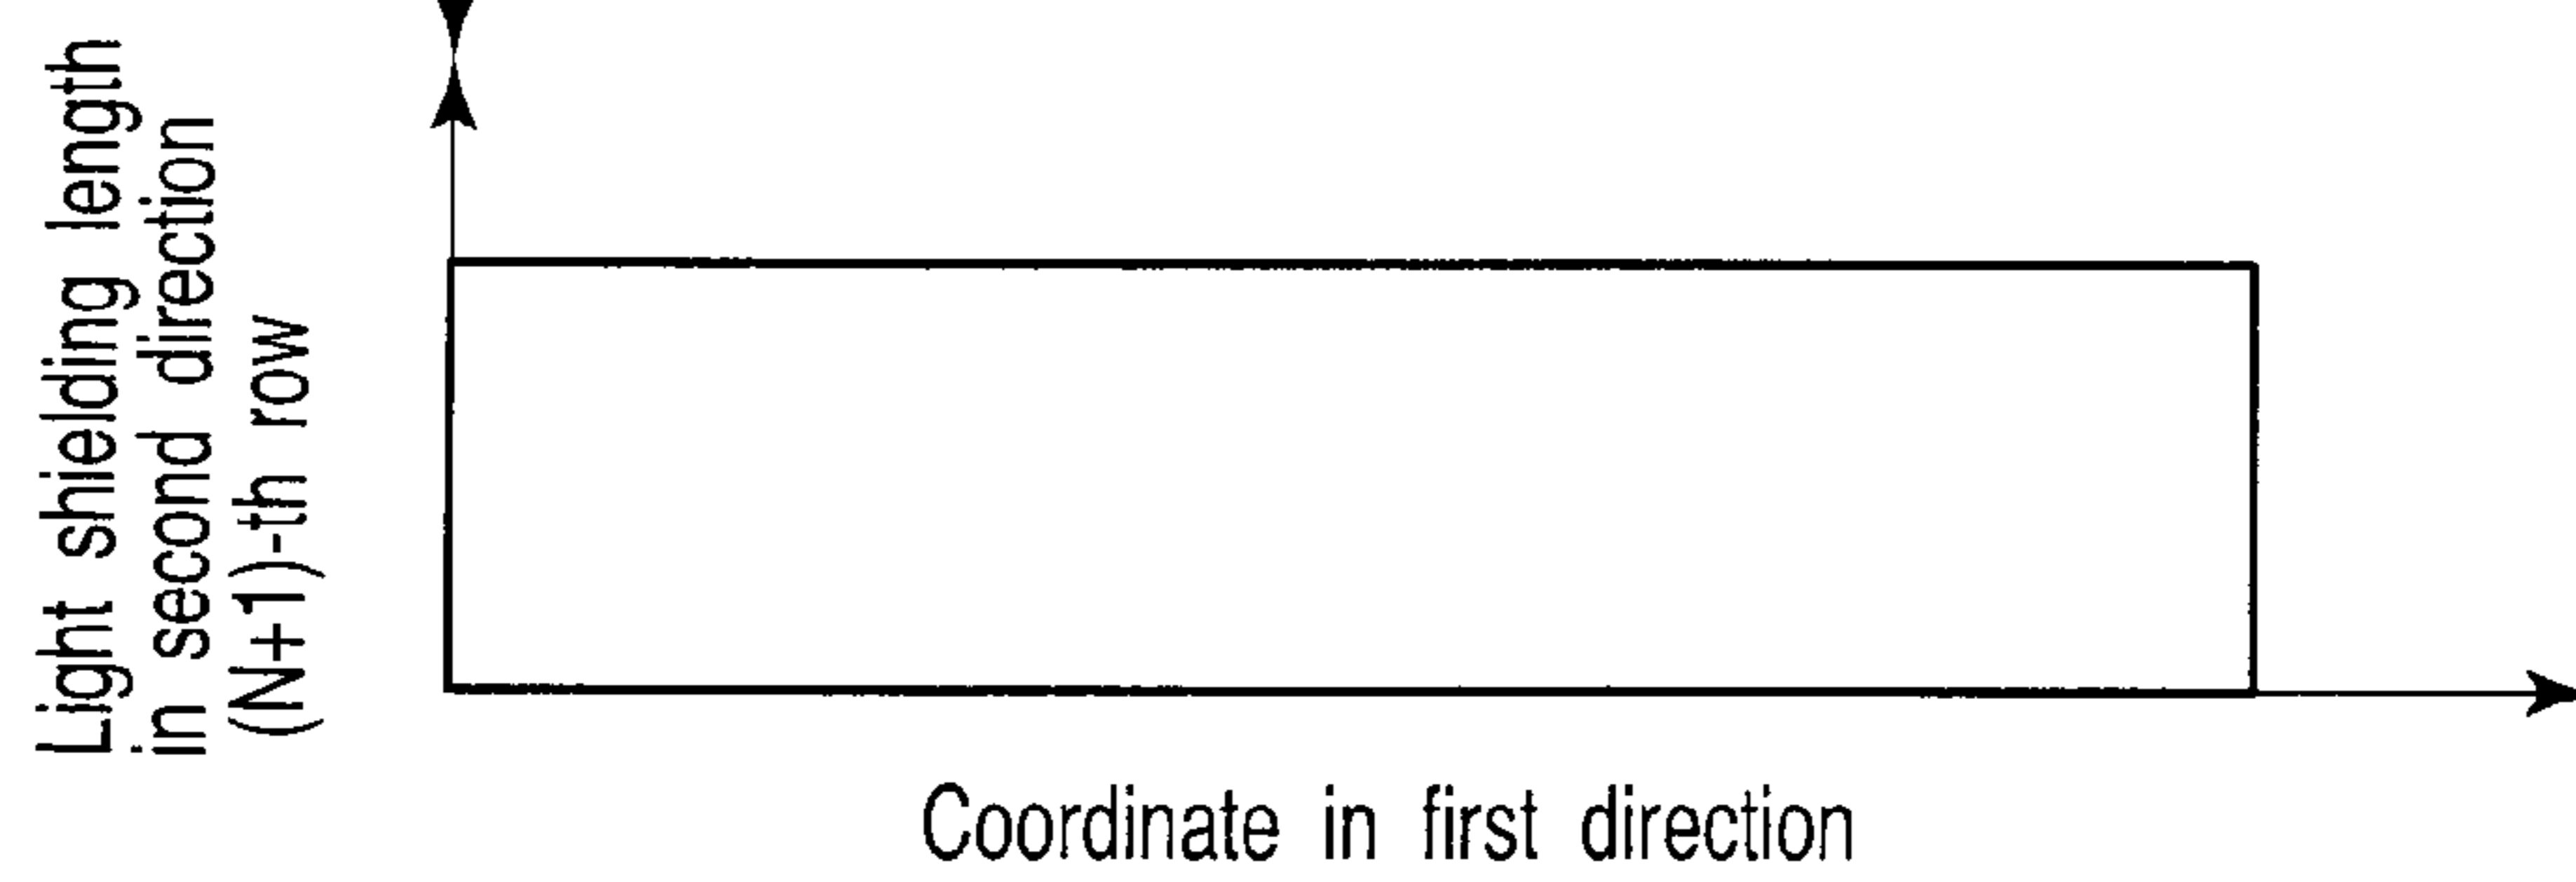 Light shielding length
in second direction
(N+1)-th row
Coordinate in first direction